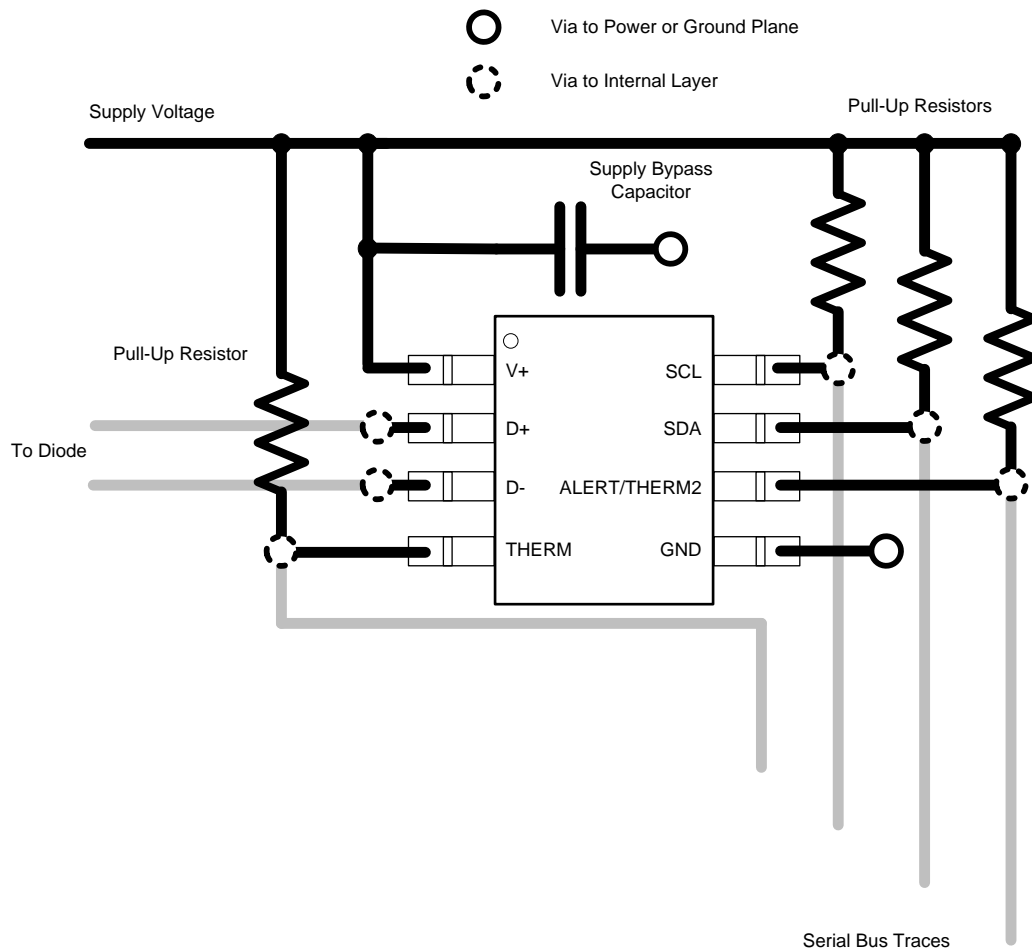 Via to Power or Ground Plane
Via to Internal Layer
Supply Voltage
Pull-Up Resistors
Supply Bypass
Capacitor
Pull-Up Resistor
V+
SCL
D+
SDA
To Diode
D-
ALERT/THERM2
THERM
GND
Serial Bus Traces